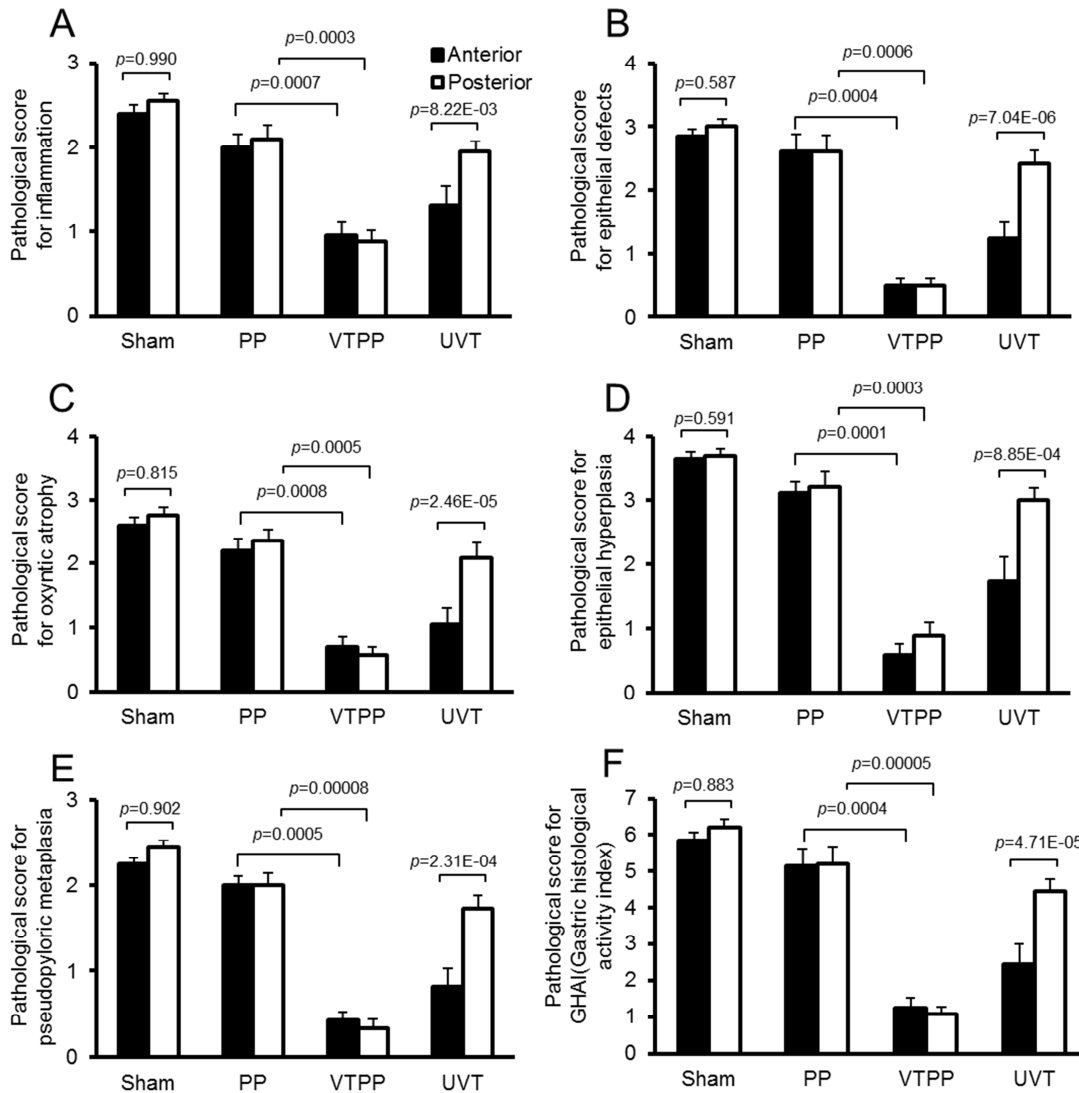 A
p=0.0003
p=0.990
Anterior
Posterior
p=0.0007
p=8.22E-03
3
2
1
0
Pathological score
for inflammation
Sham
PP
VTPP
UVT
B
p=0.0006
p=0.587
p=0.0004
p=7.04E-06
4
3
2
1
0
Pathological score
for epithelial defects
Sham
PP
VTPP
UVT
C
p=0.0005
p=0.815
p=0.0008
p=2.46E-05
4
3
2
1
0
Pathological score
for oxyntic atrophy
Sham
PP
VTPP
UVT
D
p=0.0003
p=0.591
p=0.0001
p=8.85E-04
4
3
2
1
0
Pathological score for
epithelial hyperplasia
Sham
PP
VTPP
UVT
E
p=0.00008
p=0.902
p=0.0005
p=2.31E-04
3
2
1
0
Pathological score for
pseudopyloric metaplasia
Sham
PP
VTPP
UVT
F
p=0.00005
p=0.883
p=0.0004
p=4.71E-05
7
6
5
4
3
2
1
0
Pathological score for
GHAI(Gastric histological
activity index)
Sham
PP
VTPP
UVT